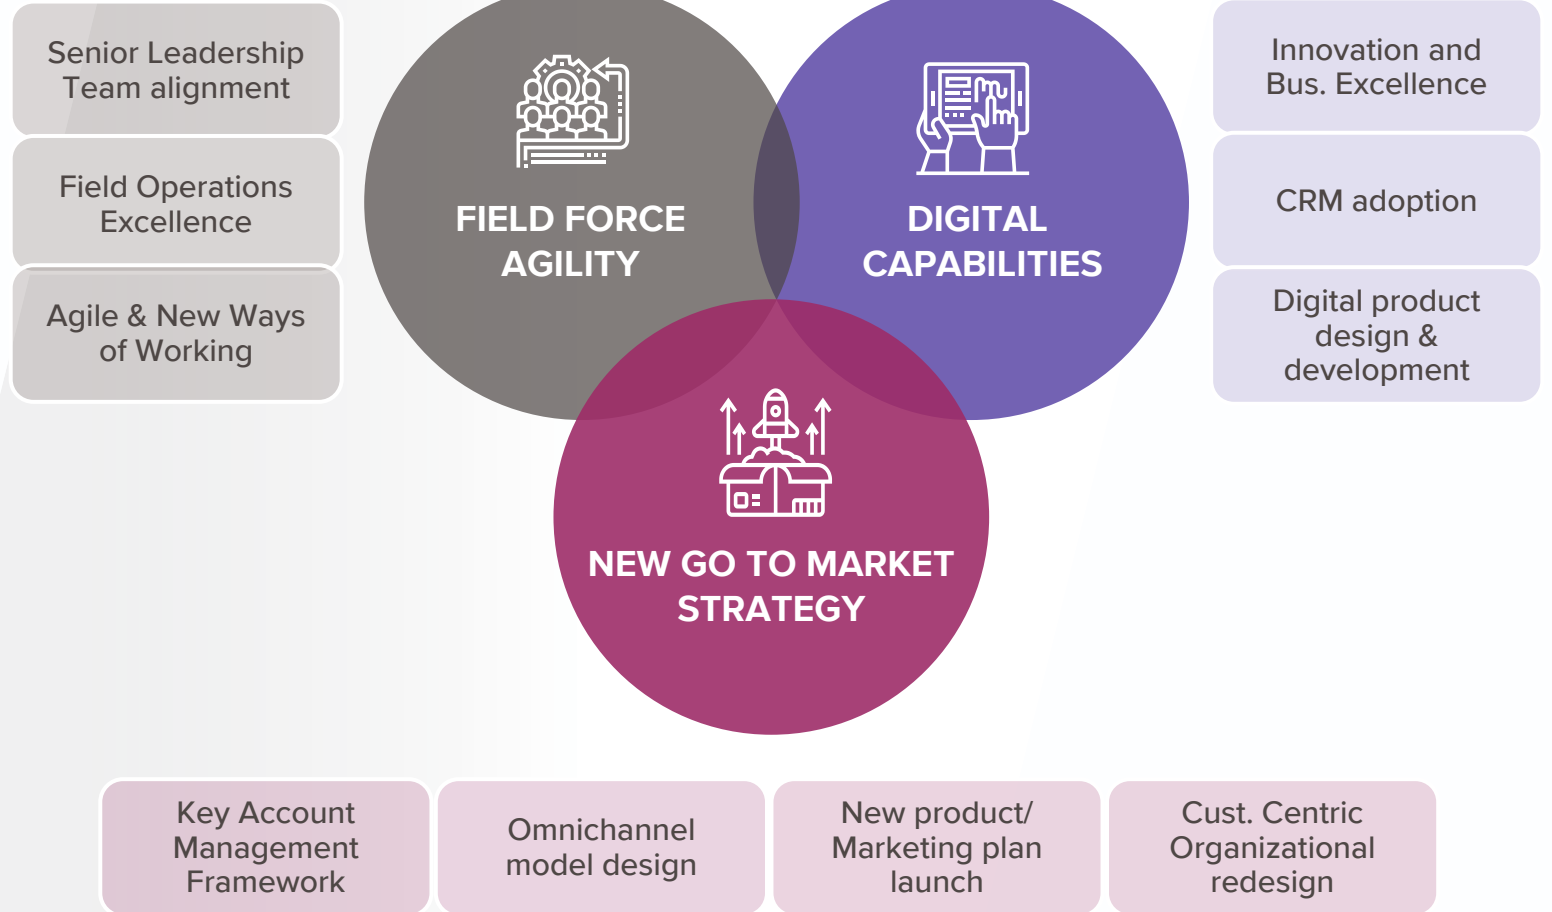 Senior Leadership
Team alignment
Field Operations
Excellence
Agile & New Ways
of Working
FIELD FORCE
AGILITY
DIGITAL
CAPABILITIES
Innovation and
Bus. Excellence
CRM adoption
Digital product
design &
development
NEW GO TO MARKET
STRATEGY
Key Account
Management
Framework
Omnichannel
model design
New product/
Marketing plan
launch
Cust. Centric
Organizational
redesign